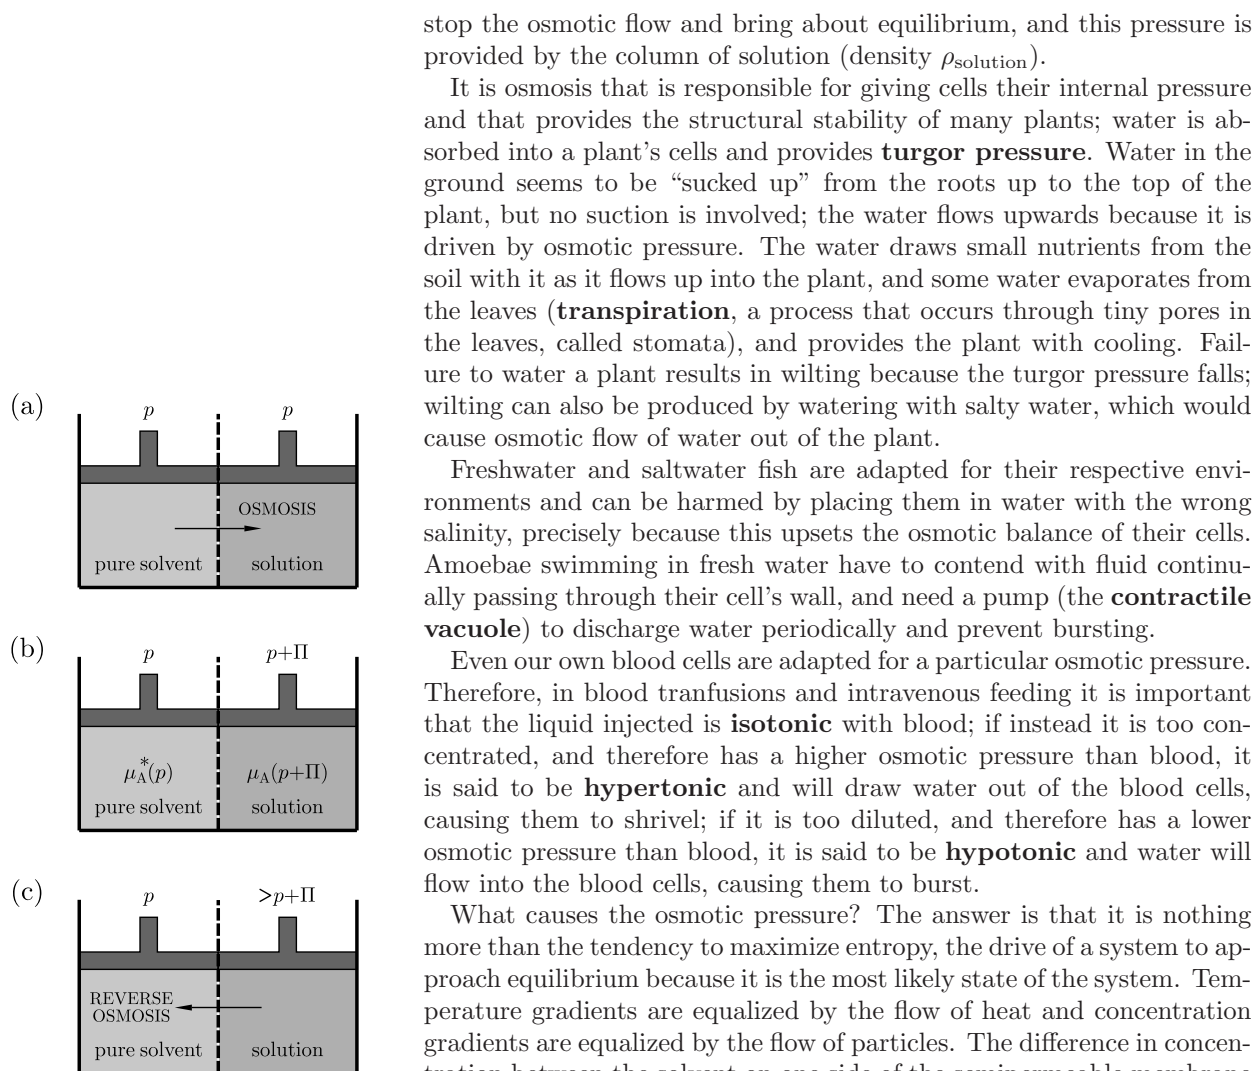 stop the osmotic flow and bring about equilibrium, and this pressure is
provided by the column of solution (density ρsolution).
It is osmosis that is responsible for giving cells their internal pressure
and that provides the structural stability of many plants; water is ab-
sorbed into a plant's cells and provides turgor pressure. Water in the
ground seems to be “sucked up” from the roots up to the top of the
plant, but no suction is involved; the water flows upwards because it is
driven by osmotic pressure. The water draws small nutrients from the
soil with it as it flows up into the plant, and some water evaporates from
the leaves (transpiration, a process that occurs through tiny pores in
the leaves, called stomata), and provides the plant with cooling. Fail-
ure to water a plant results in wilting because the turgor pressure falls;
wilting can also be produced by watering with salty water, which would
cause osmotic flow of water out of the plant.
Freshwater and saltwater fish are adapted for their respective envi-
ronments and can be harmed by placing them in water with the wrong
salinity, precisely because this upsets the osmotic balance of their cells.
Amoebae swimming in fresh water have to contend with fluid continu-
ally passing through their cell's wall, and need a pump (the contractile
vacuole) to discharge water periodically and prevent bursting.
Even our own blood cells are adapted for a particular osmotic pressure.
Therefore, in blood tranfusions and intravenous feeding it is important
that the liquid injected is isotonic with blood; if instead it is too con-
centrated, and therefore has a higher osmotic pressure than blood, it
is said to be hypertonic and will draw water out of the blood cells,
causing them to shrivel; if it is too diluted, and therefore has a lower
osmotic pressure than blood, it is said to be hypotonic and water will
flow into the blood cells, causing them to burst.
What causes the osmotic pressure? The answer is that it is nothing
more than the tendency to maximize entropy, the drive of a system to ap-
proach equilibrium because it is the most likely state of the system. Tem-
perature gradients are equalized by the flow of heat and concentration
gradients are equalized by the flow of particles. The difference in concen-
tration between the solvent on one side of the semipermeable membrane
(a)
p p
OSMOSIS
pure solvent solution
(b)
p p+Π
μA*(p) μA(p+Π)
pure solvent solution
(c)
p >p+Π
REVERSE
OSMOSIS
pure solvent solution